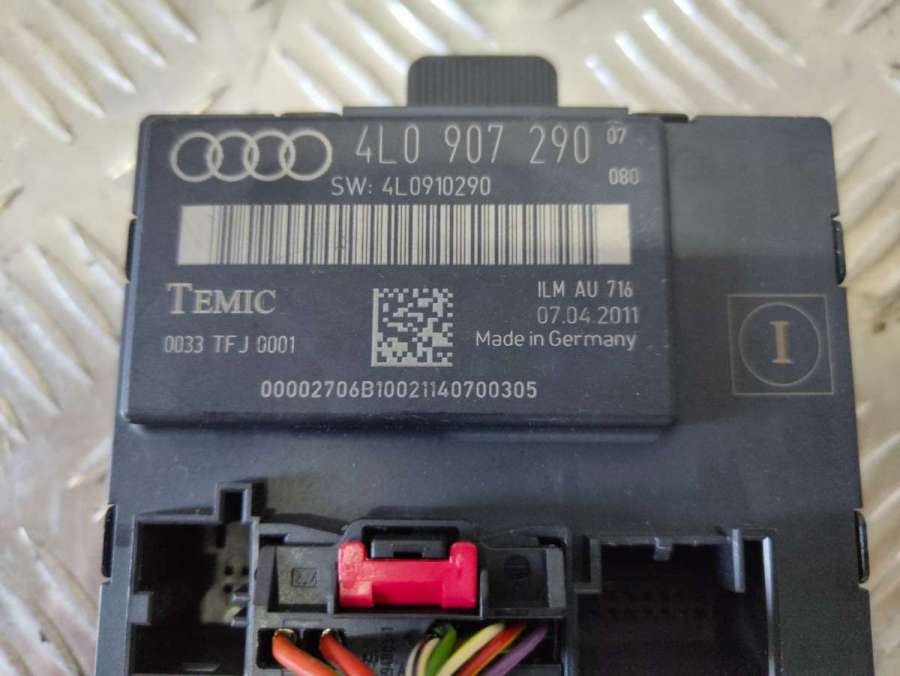 4L0 907 290 07
SW: 4L0910290 080
TEMIC
ILM AU 716
07.04.2011
0033 TFJ 0001
Made in Germany
00002706B10021140700305
I